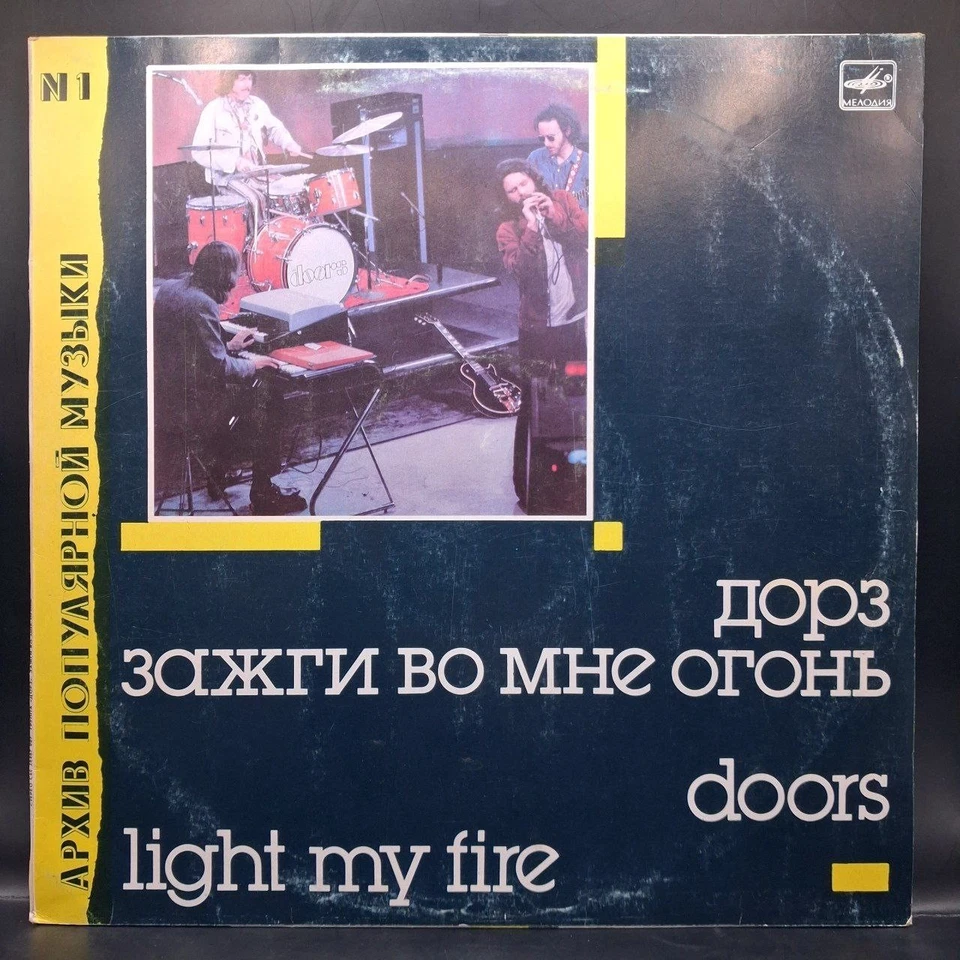 N1
АРХИВ ПОПУЛЯРНОЙ МУЗЫКИ
МЕЛОДИЯ
doors
дорз
зажги во мне огонь
doors
light my fire